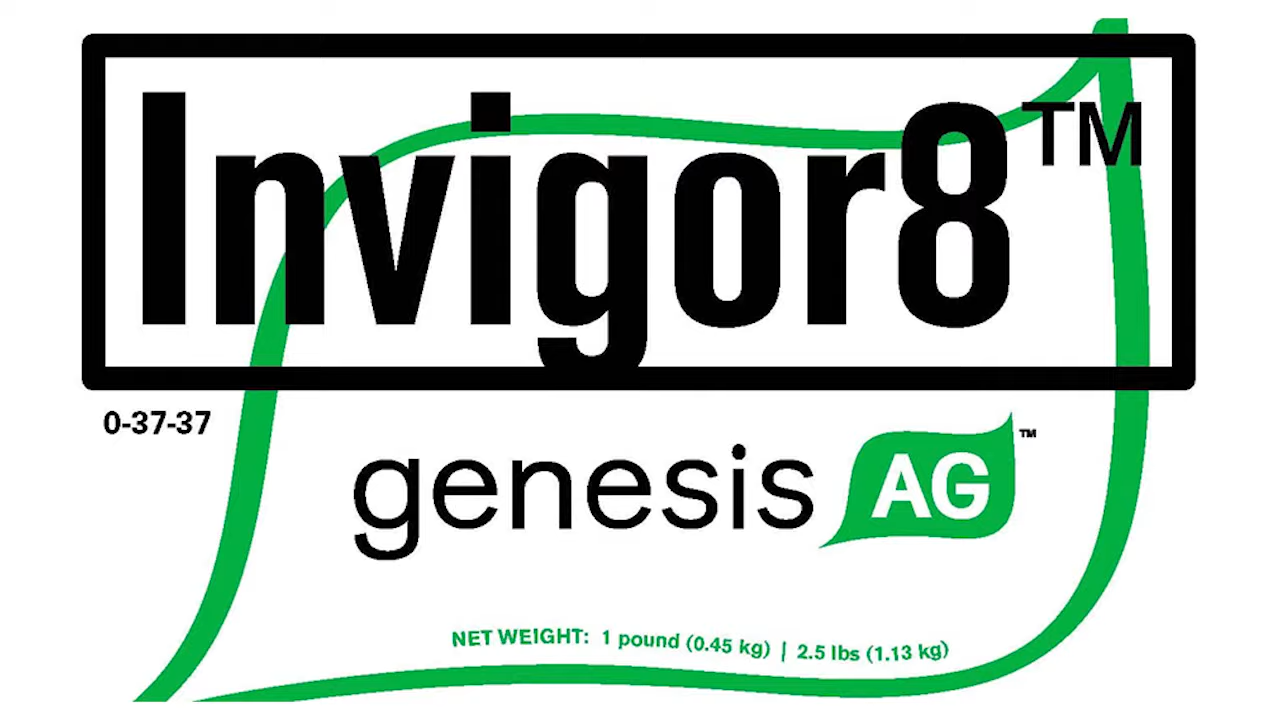 Invigor8™
0-37-37
genesis AG™
NET WEIGHT: 1 pound (0.45 kg) | 2.5 lbs (1.13 kg)